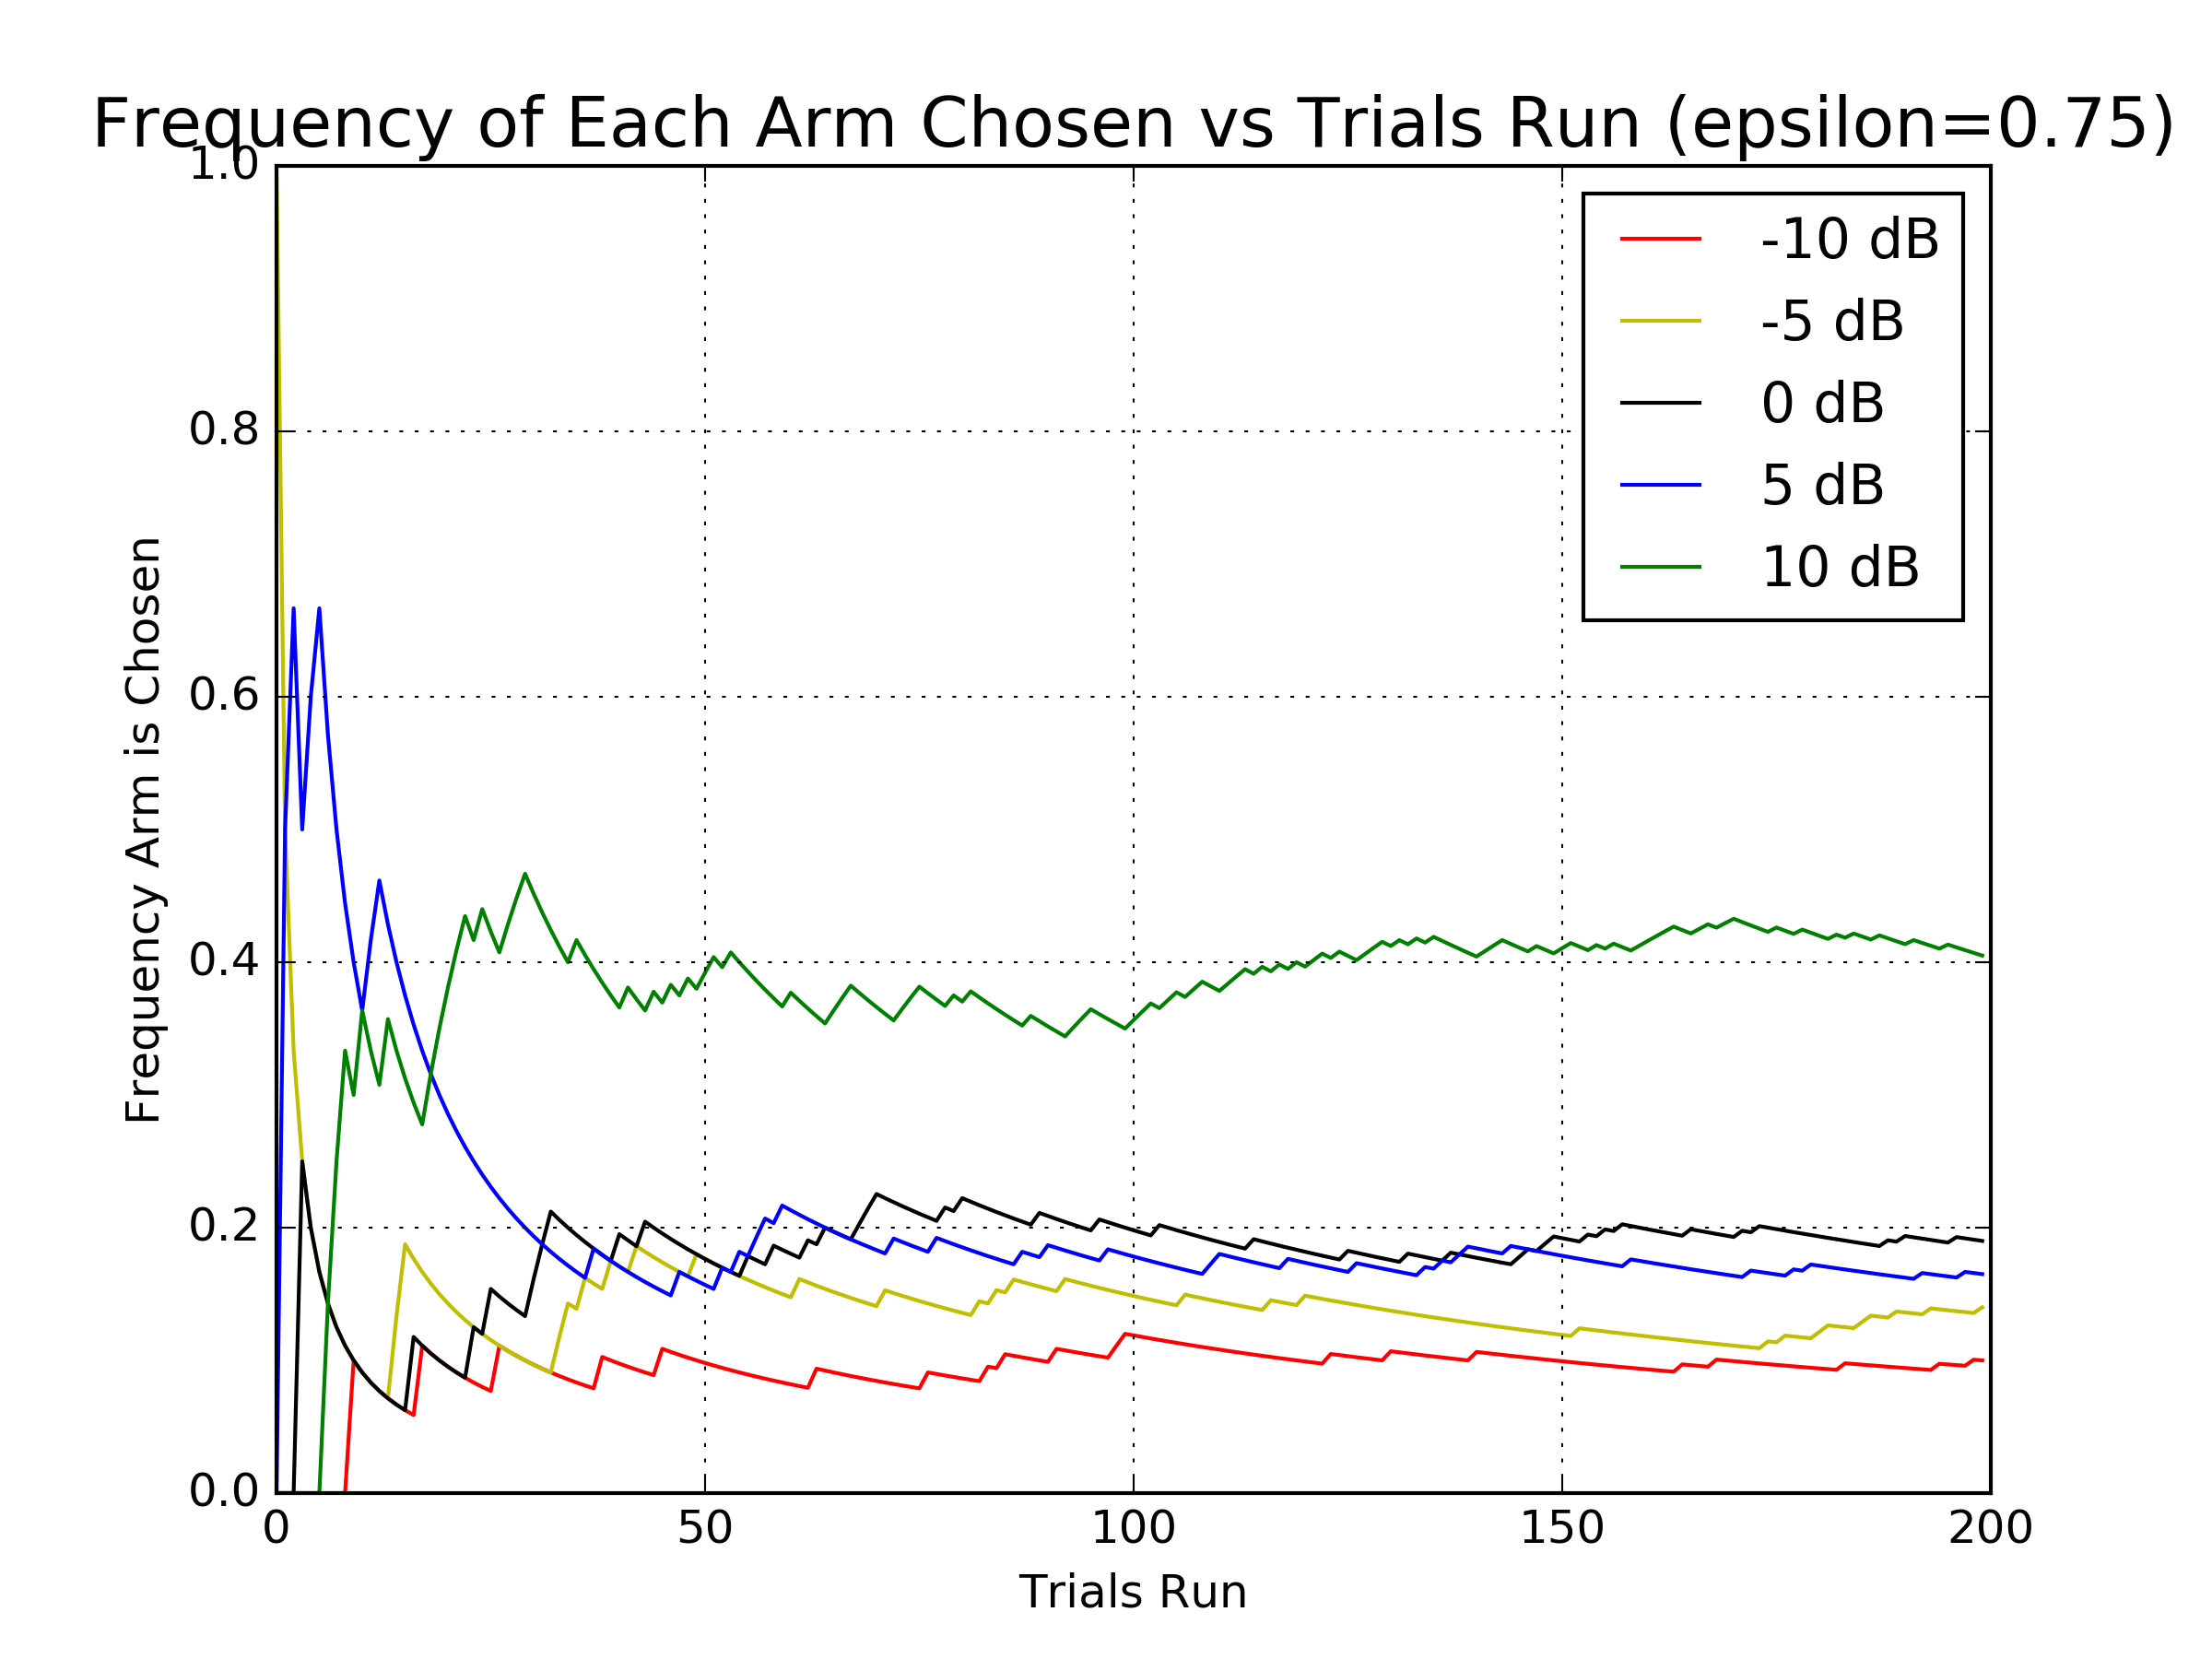 Frequency of Each Arm Chosen vs Trials Run (epsilon=0.75)
1.0
0.8
0.6
0.4
0.2
0.0
Frequency Arm is Chosen
-10 dB
-5 dB
0 dB
5 dB
10 dB
0 50 100 150 200
Trials Run